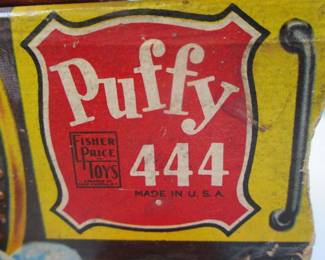 Puffy
FISHER
PRICE
TOYS
444
MADE IN U.S.A.